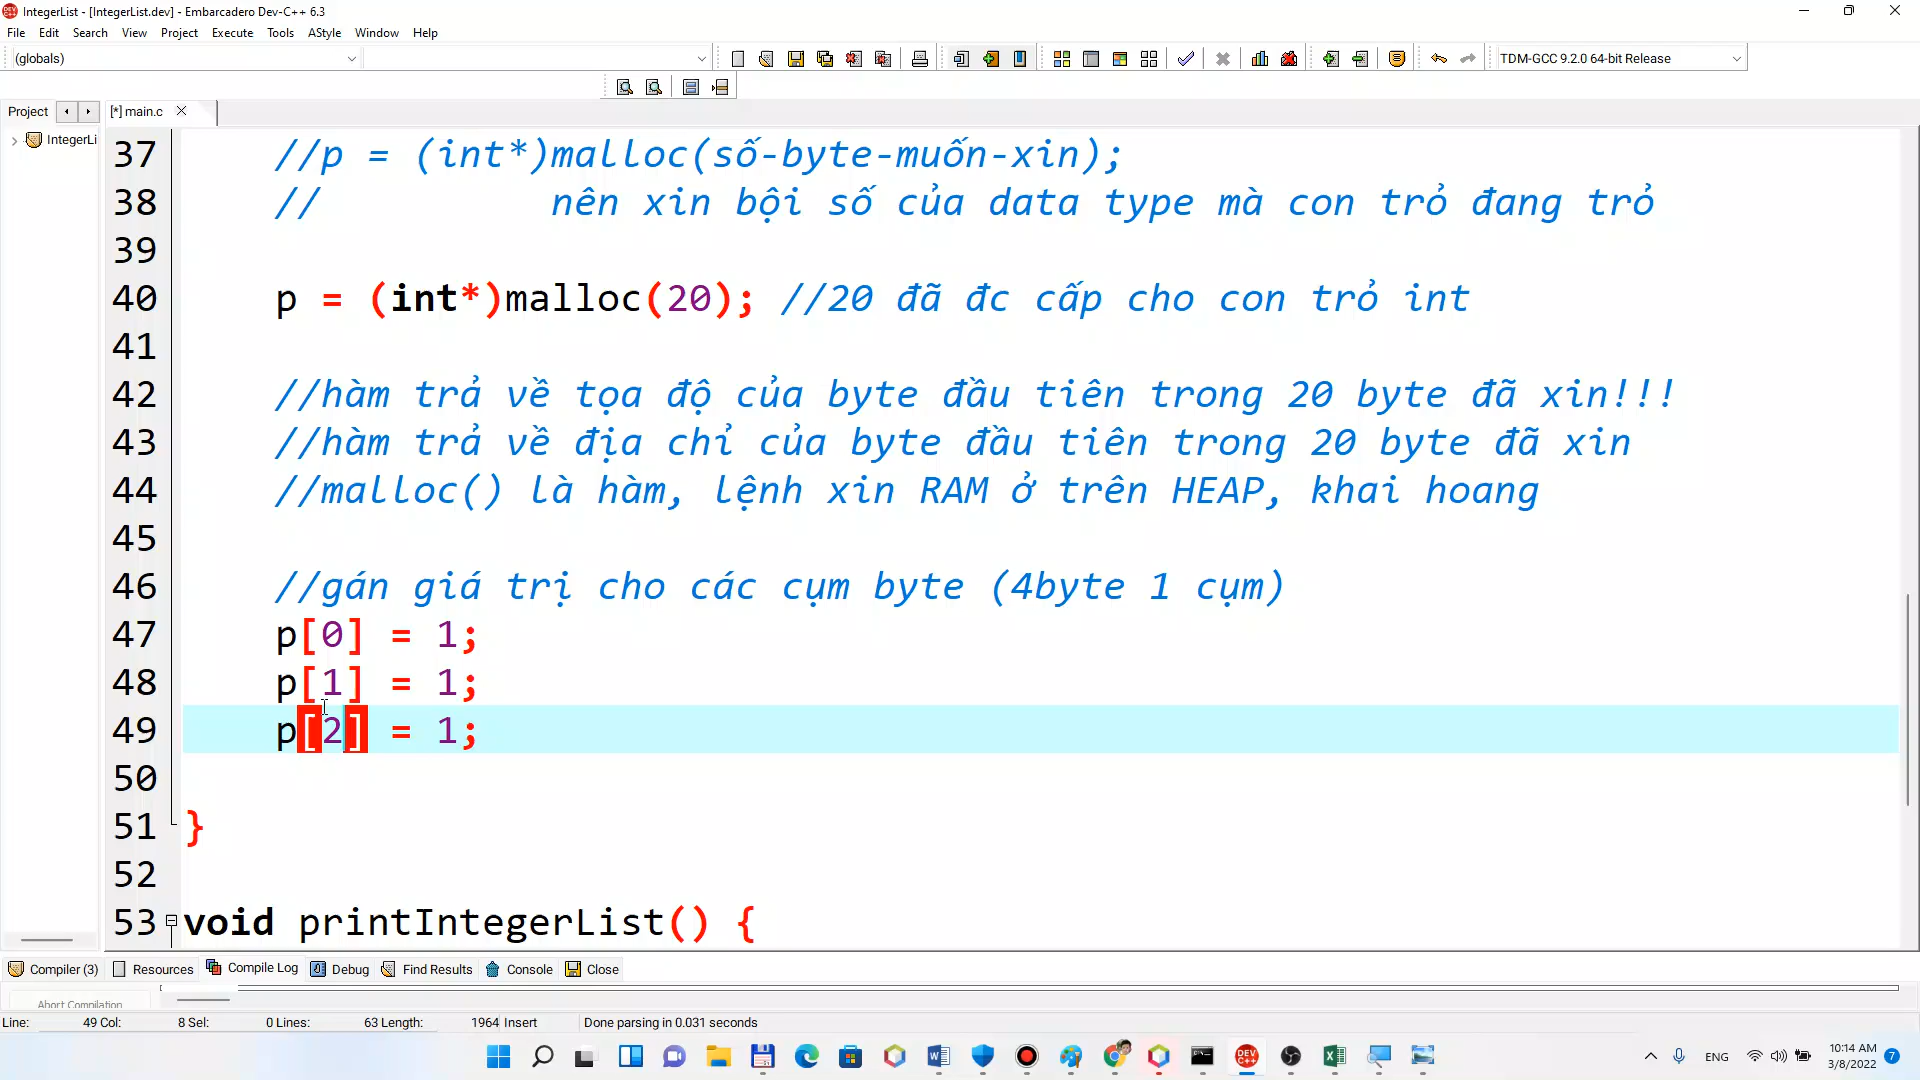 IntegerList - [IntegerList.dev] - Embarcadero Dev-C++ 6.3
File Edit Search View Project Execute Tools AStyle Window Help
(globals)
TDM-GCC 9.2.0 64-bit Release
Project
[*] main.c
IntegerLi
37 //p = (int*)malloc(số-byte-muốn-xin);
38 // nên xin bội số của data type mà con trỏ đang trỏ
39
40 p = (int*)malloc(20); //20 đã đc cấp cho con trỏ int
41
42 //hàm trả về tọa độ của byte đầu tiên trong 20 byte đã xin!!!
43 //hàm trả về địa chỉ của byte đầu tiên trong 20 byte đã xin
44 //malloc() là hàm, lệnh xin RAM ở trên HEAP, khai hoang
45
46 //gán giá trị cho các cụm byte (4byte 1 cụm)
47 p[0] = 1;
48 p[1] = 1;
49 p[2] = 1;
50
51 }
52
53 void printIntegerList() {
Compiler (3) Resources Compile Log Debug Find Results Console Close
Abort Compilation
Line: 49 Col: 8 Sel: 0 Lines: 63 Length: 1964 Insert Done parsing in 0.031 seconds
DEV C++
ENG
10:14 AM
3/8/2022
7